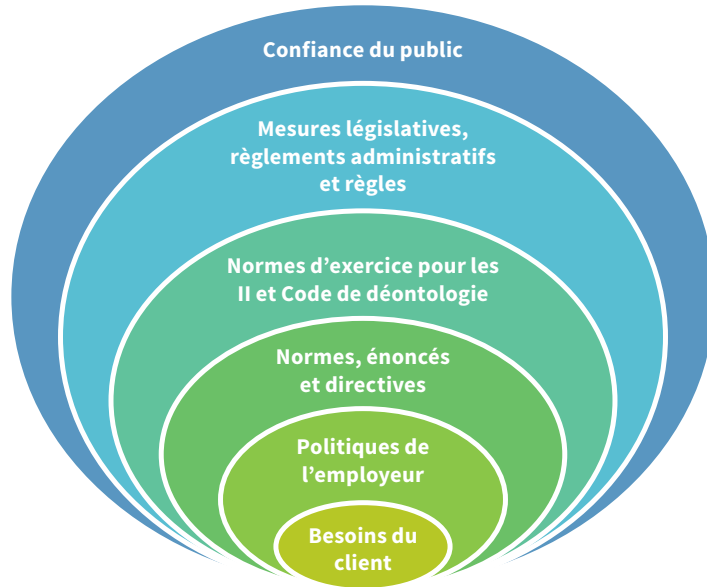 Confiance du public
Mesures législatives,
règlements administratifs
et règles
Normes d’exercice pour les
II et Code de déontologie
Normes, énoncés
et directives
Politiques de
l’employeur
Besoins du
client